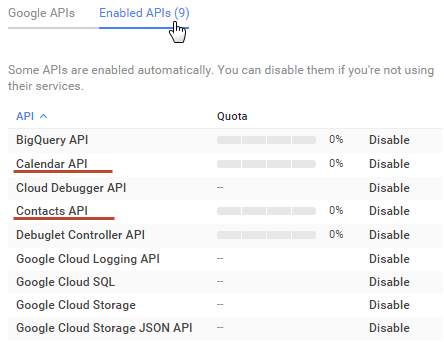 Google APIs Enabled APIs (9)
Some APIs are enabled automatically. You can disable them if you're not using
their services.
API Quota
BigQuery API 0% Disable
Calendar API 0% Disable
Cloud Debugger API -- Disable
Contacts API 0% Disable
Debuglet Controller API 0% Disable
Google Cloud Logging API -- Disable
Google Cloud SQL -- Disable
Google Cloud Storage -- Disable
Google Cloud Storage JSON API -- Disable